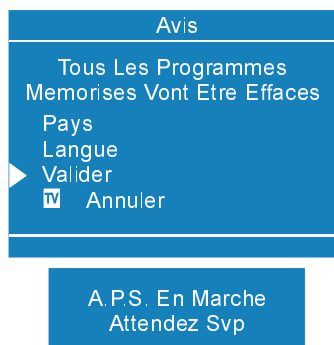 Avis
Tous Les Programmes
Memorises Vont Etre Effaces
Pays
Langue
Valider
TV Annuler
A.P.S. En Marche
Attendez Svp